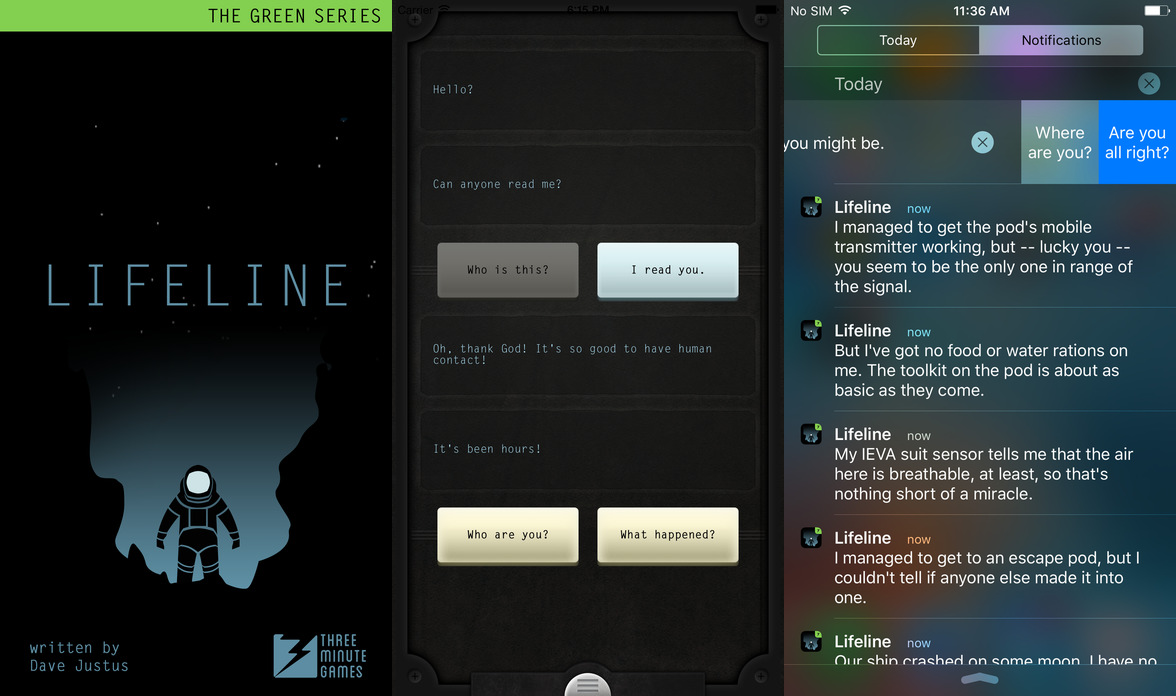 THE GREEN SERIES
LIFELINE
written by
Dave Justus
THREE
MINUTE
GAMES
Carrier
6:15 PM
Hello?
Can anyone read me?
Who is this?
I read you.
Oh, thank God! It's so good to have human
contact!
It's been hours!
Who are you?
What happened?
No SIM
11:36 AM
Today
Notifications
Today
you might be.
Where
are you?
Are you
all right?
Lifeline now
I managed to get the pod's mobile
transmitter working, but -- lucky you --
you seem to be the only one in range of
the signal.
Lifeline now
But I've got no food or water rations on
me. The toolkit on the pod is about as
basic as they come.
Lifeline now
My IEVA suit sensor tells me that the air
here is breathable, at least, so that's
nothing short of a miracle.
Lifeline now
I managed to get to an escape pod, but I
couldn't tell if anyone else made it into
one.
Lifeline now
Our ship crashed on some moon. I have no